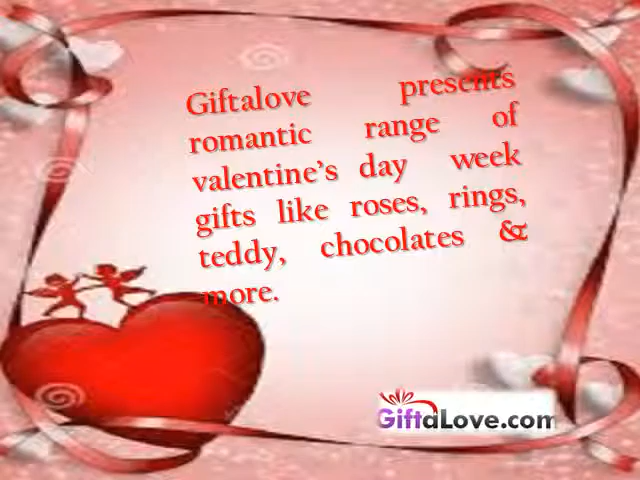 Giftalove presents
romantic range of
valentine's day week
gifts like roses, rings,
teddy, chocolates &
more.
GiftaLove.com